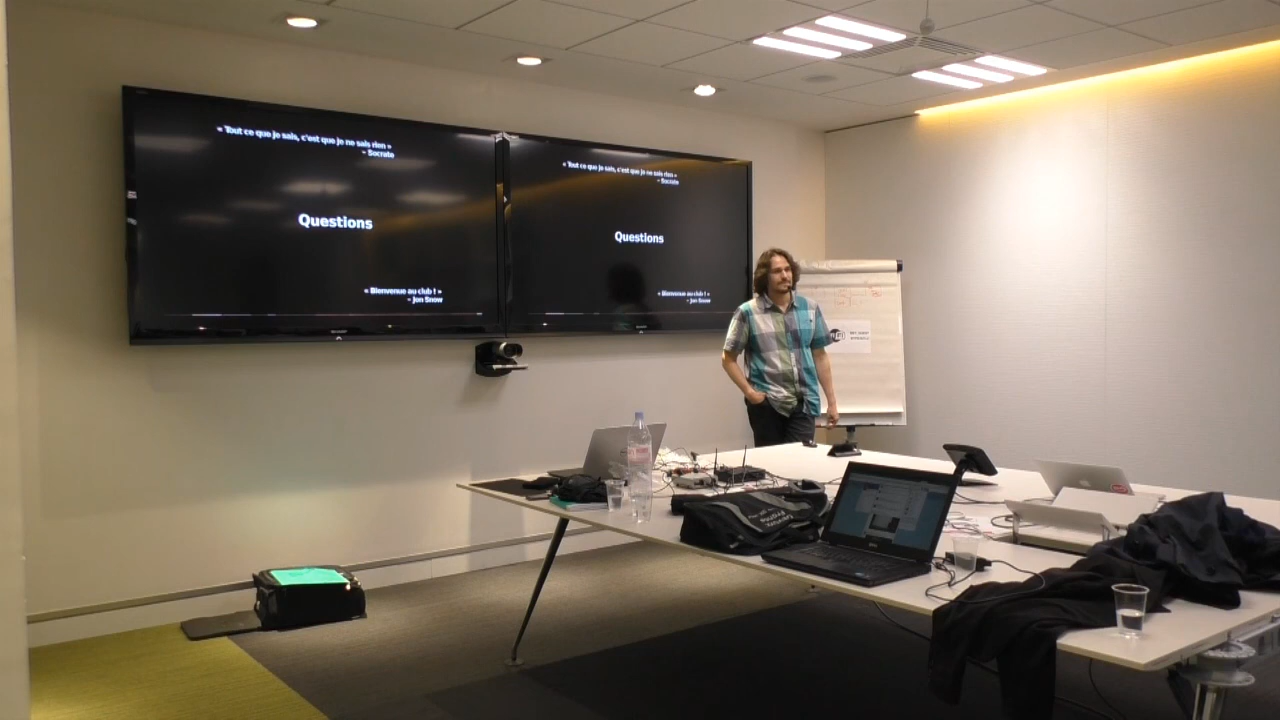 « Tout ce que je sais, c'est que je ne sais rien »
– Socrate
Questions
« Bienvenue au club ! »
– Jon Snow
« Tout ce que je sais, c'est que je ne sais rien »
– Socrate
Questions
« Bienvenue au club ! »
– Jon Snow